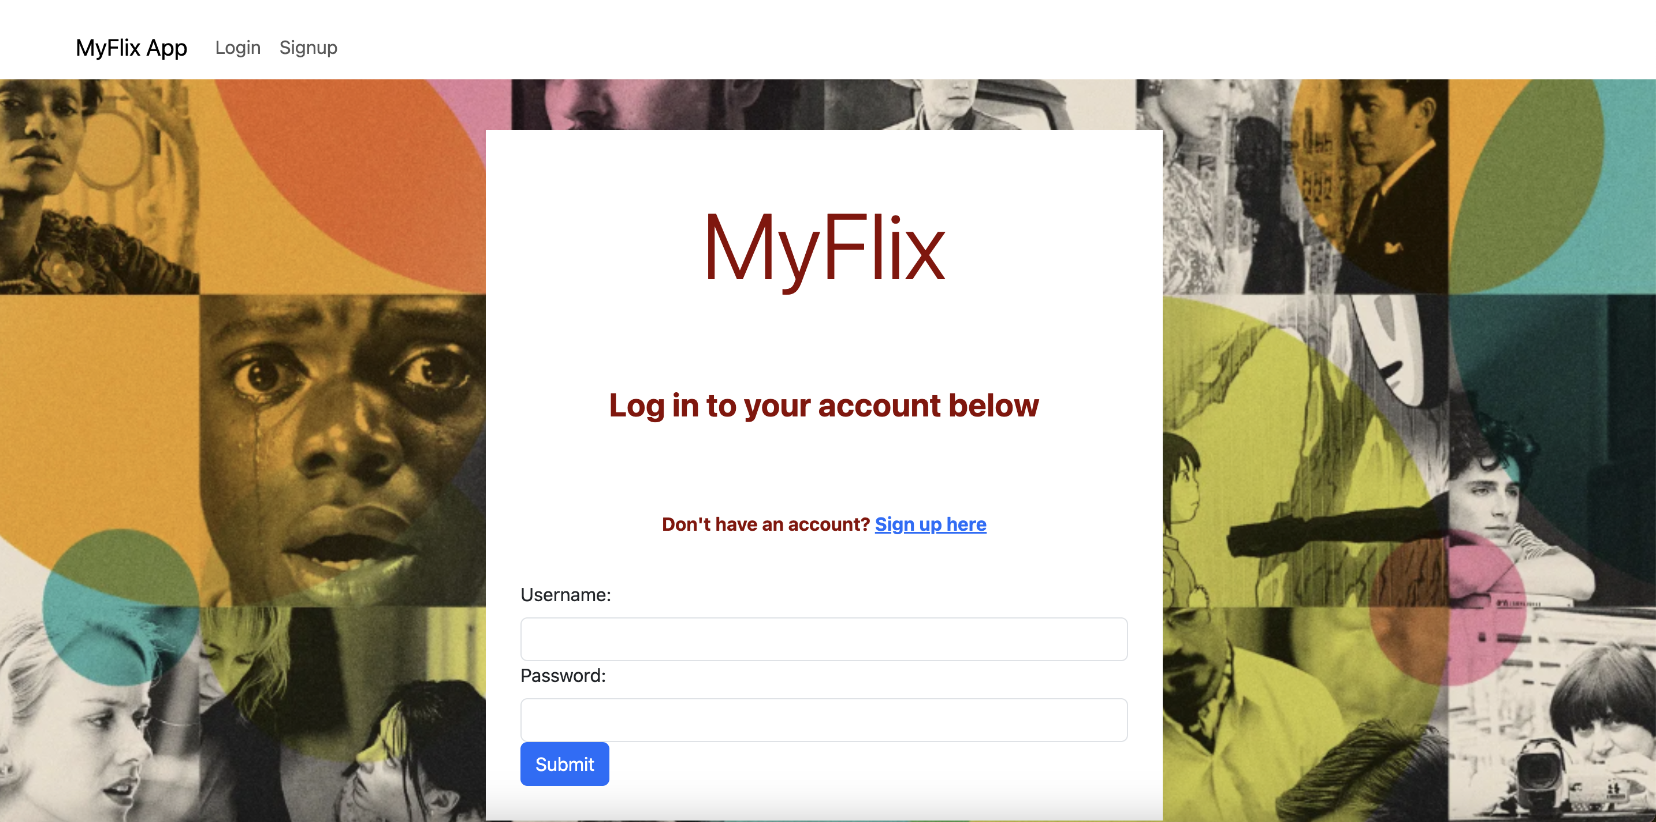 MyFlix App Login Signup
MyFlix
Log in to your account below
Don't have an account? Sign up here
Username:
Password:
Submit